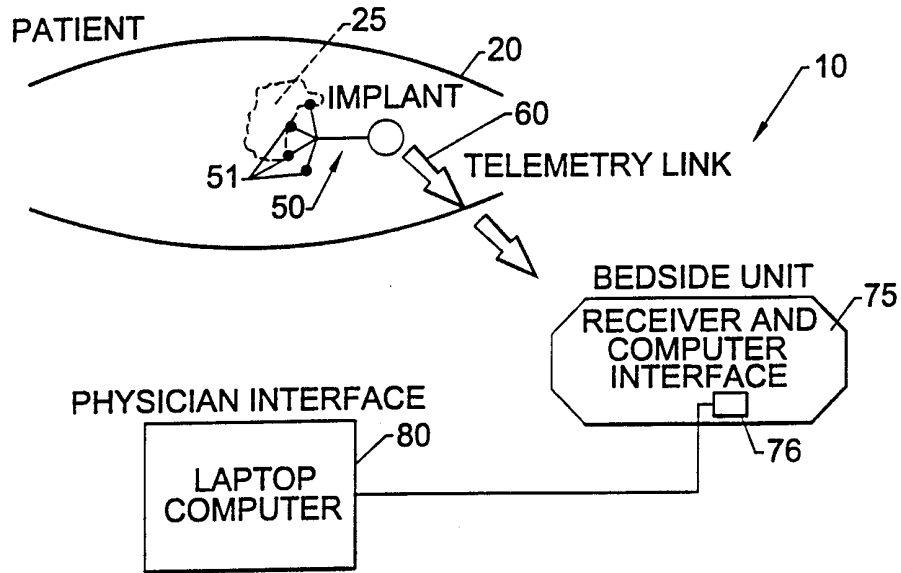 PATIENT
25
20
10
IMPLANT
60
TELEMETRY LINK
51
50
BEDSIDE UNIT
75
RECEIVER AND
COMPUTER
INTERFACE
76
PHYSICIAN INTERFACE
80
LAPTOP
COMPUTER